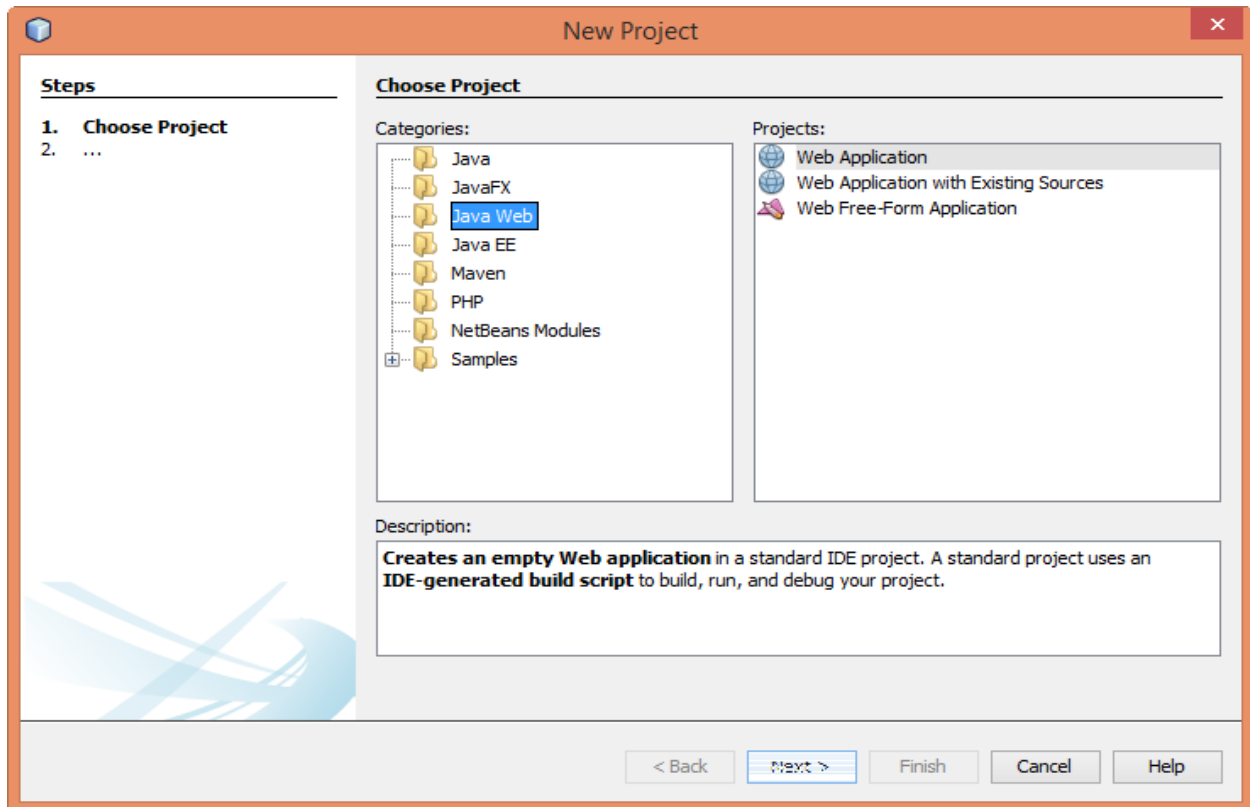 New Project
Steps
1. Choose Project
2. ...
Choose Project
Categories:
Java
JavaFX
Java Web
Java EE
Maven
PHP
NetBeans Modules
Samples
Projects:
Web Application
Web Application with Existing Sources
Web Free-Form Application
Description:
Creates an empty Web application in a standard IDE project. A standard project uses an
IDE-generated build script to build, run, and debug your project.
< Back
Next >
Finish
Cancel
Help